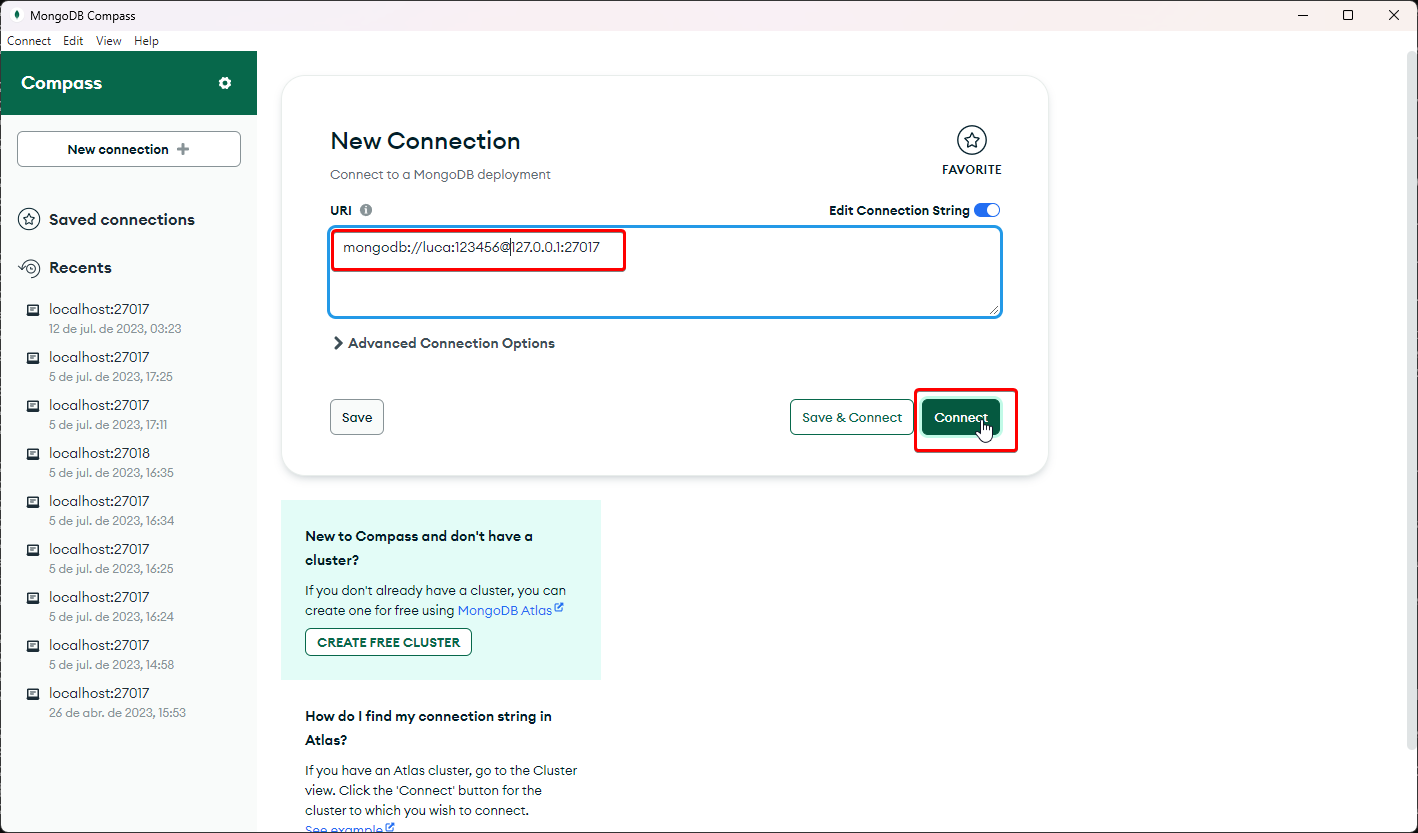 MongoDB Compass
Connect Edit View Help
Compass
New connection
Saved connections
Recents
localhost:27017
12 de jul. de 2023, 03:23
localhost:27017
5 de jul. de 2023, 17:25
localhost:27017
5 de jul. de 2023, 17:11
localhost:27018
5 de jul. de 2023, 16:35
localhost:27017
5 de jul. de 2023, 16:34
localhost:27017
5 de jul. de 2023, 16:25
localhost:27017
5 de jul. de 2023, 16:24
localhost:27017
5 de jul. de 2023, 14:58
localhost:27017
26 de abr. de 2023, 15:53
New Connection
FAVORITE
Connect to a MongoDB deployment
URI
Edit Connection String
mongodb://luca:123456@127.0.0.1:27017
Advanced Connection Options
Save
Save & Connect
Connect
New to Compass and don't have a
cluster?
If you don't already have a cluster, you can
create one for free using MongoDB Atlas
CREATE FREE CLUSTER
How do I find my connection string in
Atlas?
If you have an Atlas cluster, go to the Cluster
view. Click the 'Connect' button for the
cluster to which you wish to connect.
See example